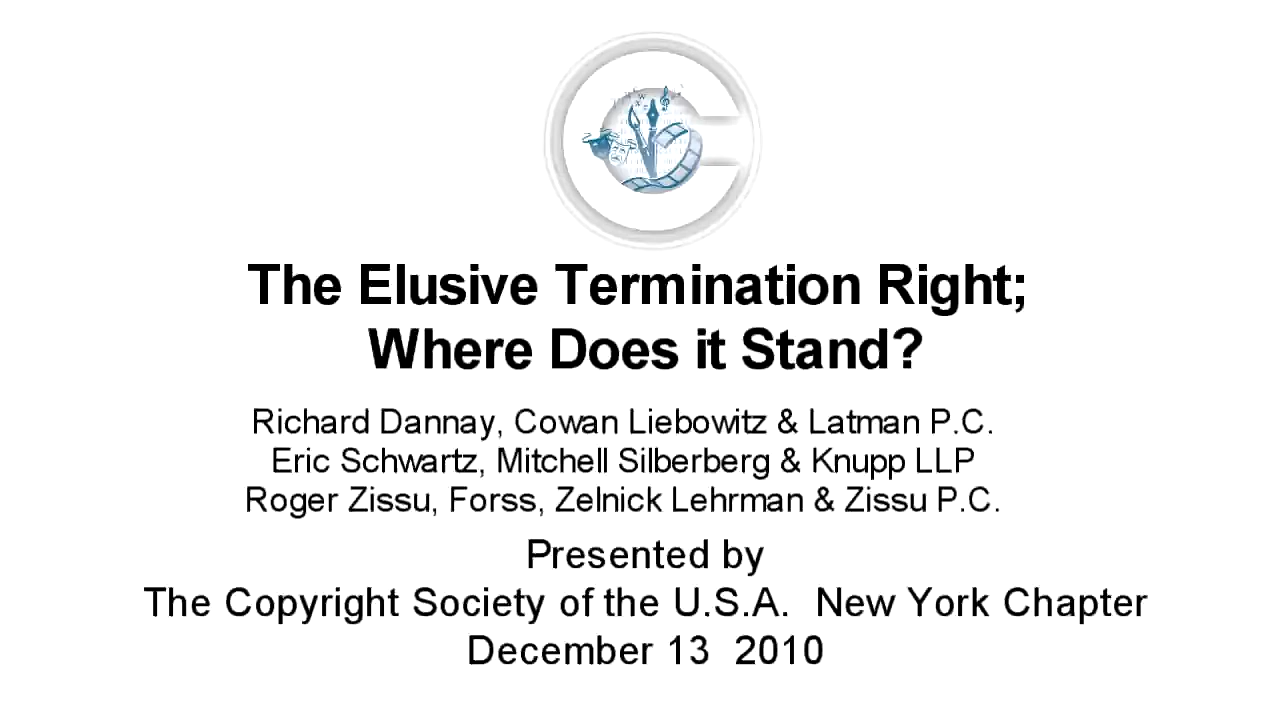 The Elusive Termination Right;
Where Does it Stand?
Richard Dannay, Cowan Liebowitz & Latman P.C.
Eric Schwartz, Mitchell Silberberg & Knupp LLP
Roger Zissu, Forss, Zelnick Lehrman & Zissu P.C.
Presented by
The Copyright Society of the U.S.A.  New York Chapter
December 13  2010